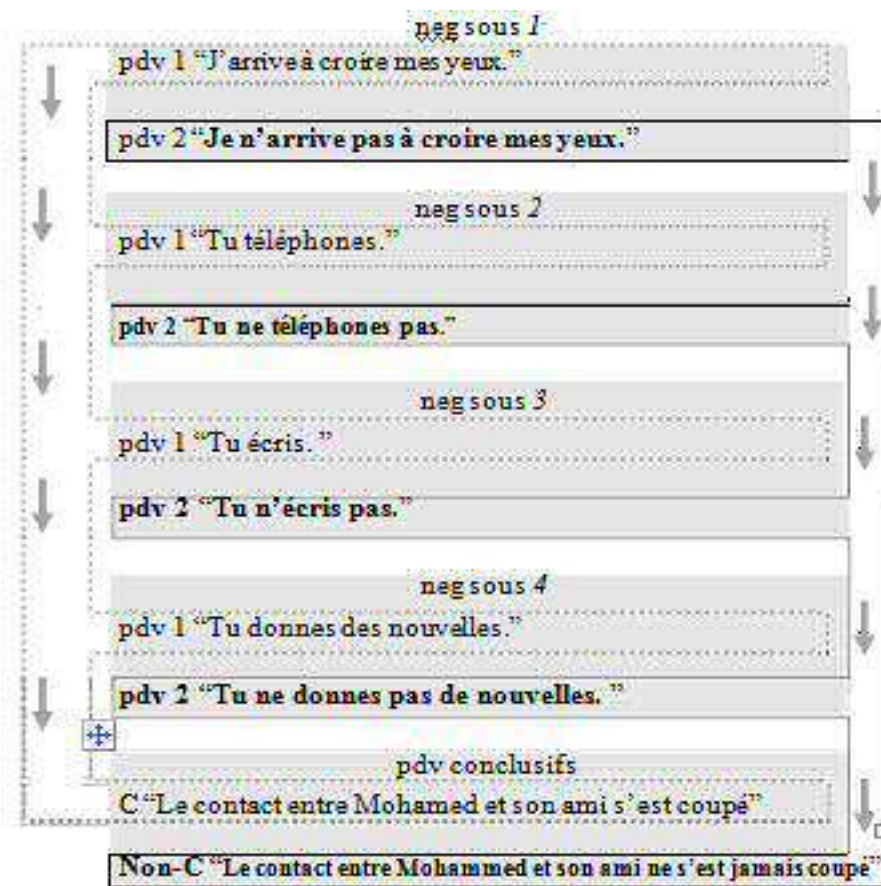 neg sous 1
pdv 1 “J’arrive à croire mes yeux.”
pdv 2 “Je n’arrive pas à croire mes yeux.”
neg sous 2
pdv 1 “Tu téléphones.”
pdv 2 “Tu ne téléphones pas.”
neg sous 3
pdv 1 “Tu écris. ”
pdv 2 “Tu n’écris pas.”
neg sous 4
pdv 1 “Tu donnes des nouvelles.”
pdv 2 “Tu ne donnes pas de nouvelles. ”
pdv conclusifs
C “Le contact entre Mohamed et son ami s’est coupé”
Non-C “Le contact entre Mohammed et son ami ne s’est jamais coupé”